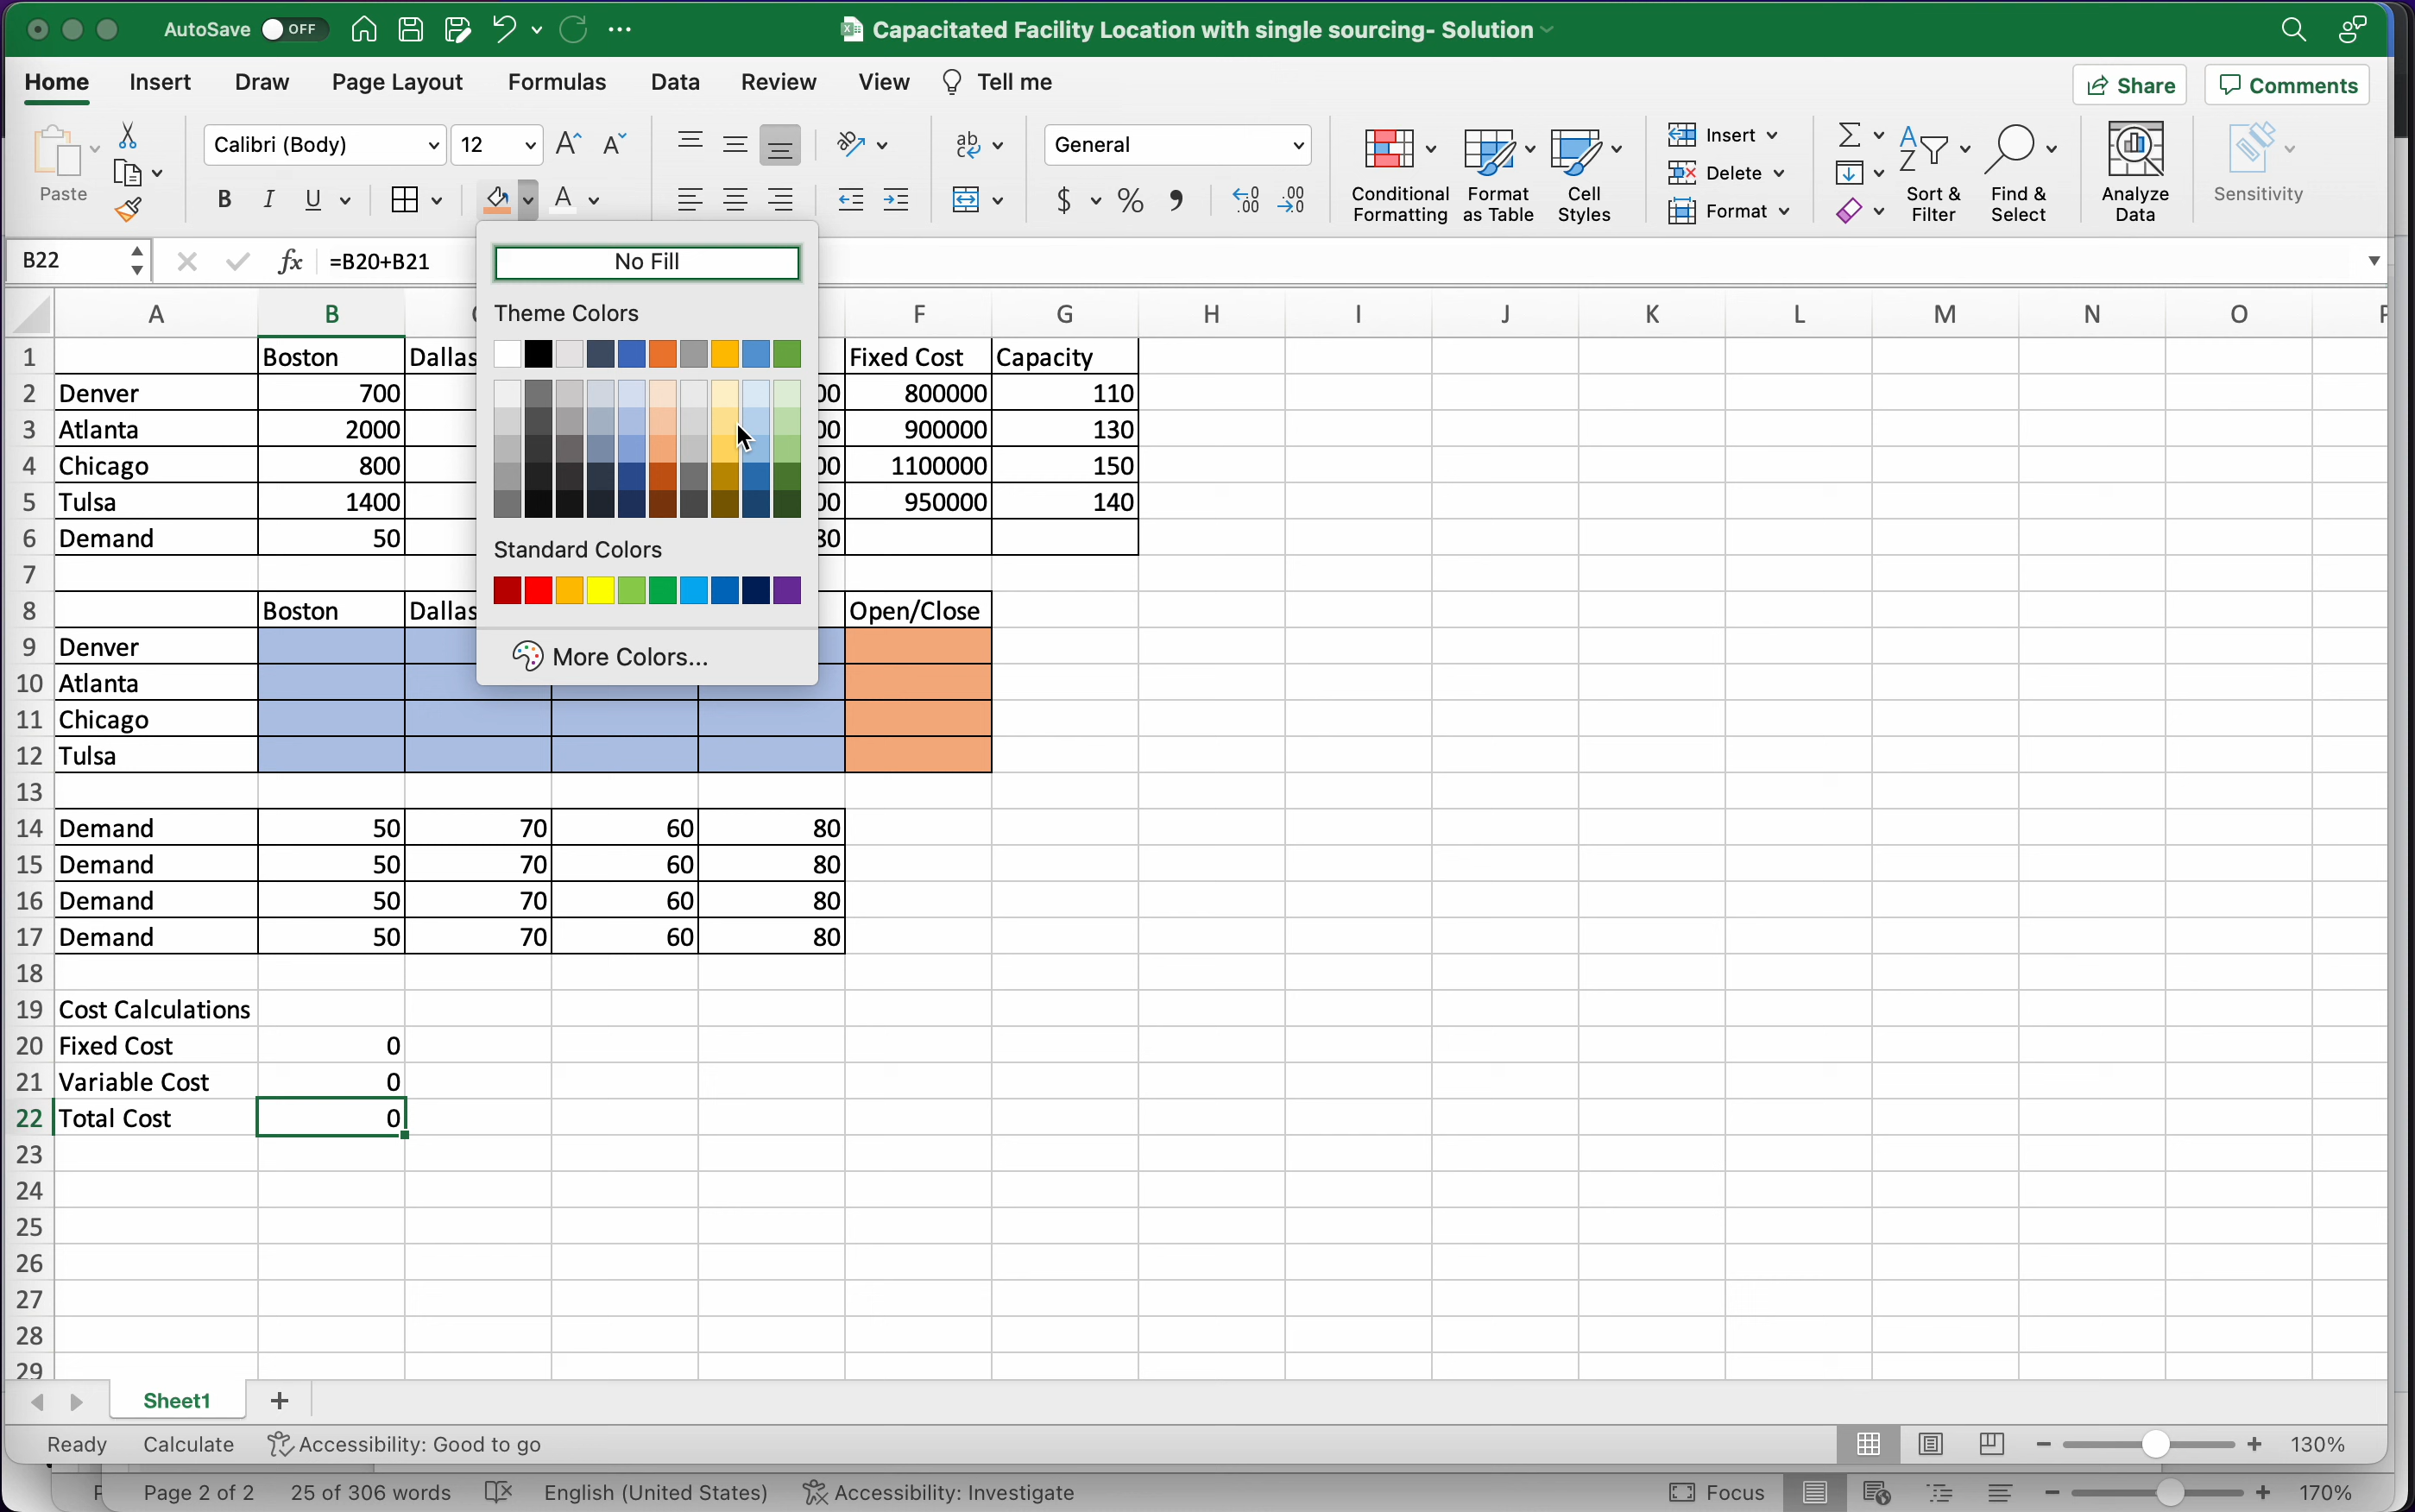 AutoSave OFF Capacitated Facility Location with single sourcing- Solution
Home Insert Draw Page Layout Formulas Data Review View Tell me Share Comments
Calibri (Body) 12 General
Paste Conditional Formatting Format as Table Cell Styles Insert Delete Format Sort & Filter Find & Select Analyze Data Sensitivity
B22 fx =B20+B21
No Fill
Theme Colors
Standard Colors
More Colors...
A B F G H I J K L M N O
1 Boston Dallas Fixed Cost Capacity
2 Denver 700 00 800000 110
3 Atlanta 2000 00 900000 130
4 Chicago 800 00 1100000 150
5 Tulsa 1400 00 950000 140
6 Demand 50 80
7
8 Boston Dallas Open/Close
9 Denver
10 Atlanta
11 Chicago
12 Tulsa
13
14 Demand 50 70 60 80
15 Demand 50 70 60 80
16 Demand 50 70 60 80
17 Demand 50 70 60 80
18
19 Cost Calculations
20 Fixed Cost 0
21 Variable Cost 0
22 Total Cost 0
23
24
25
26
27
28
29
Sheet1 +
Ready Calculate Accessibility: Good to go 130%
Page 2 of 2 25 of 306 words English (United States) Accessibility: Investigate Focus 170%